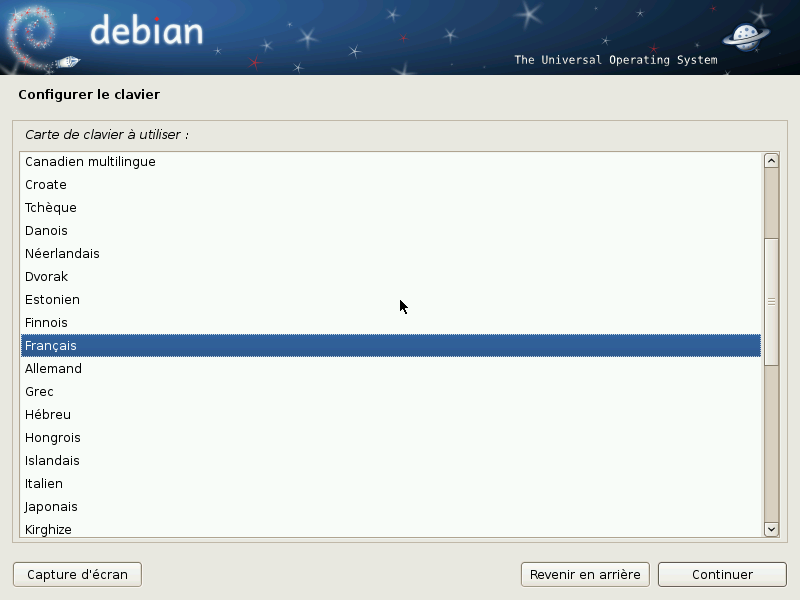 debian
The Universal Operating System
Configurer le clavier
Carte de clavier à utiliser :
Canadien multilingue
Croate
Tchèque
Danois
Néerlandais
Dvorak
Estonien
Finnois
Français
Allemand
Grec
Hébreu
Hongrois
Islandais
Italien
Japonais
Kirghize
Capture d'écran
Revenir en arrière
Continuer